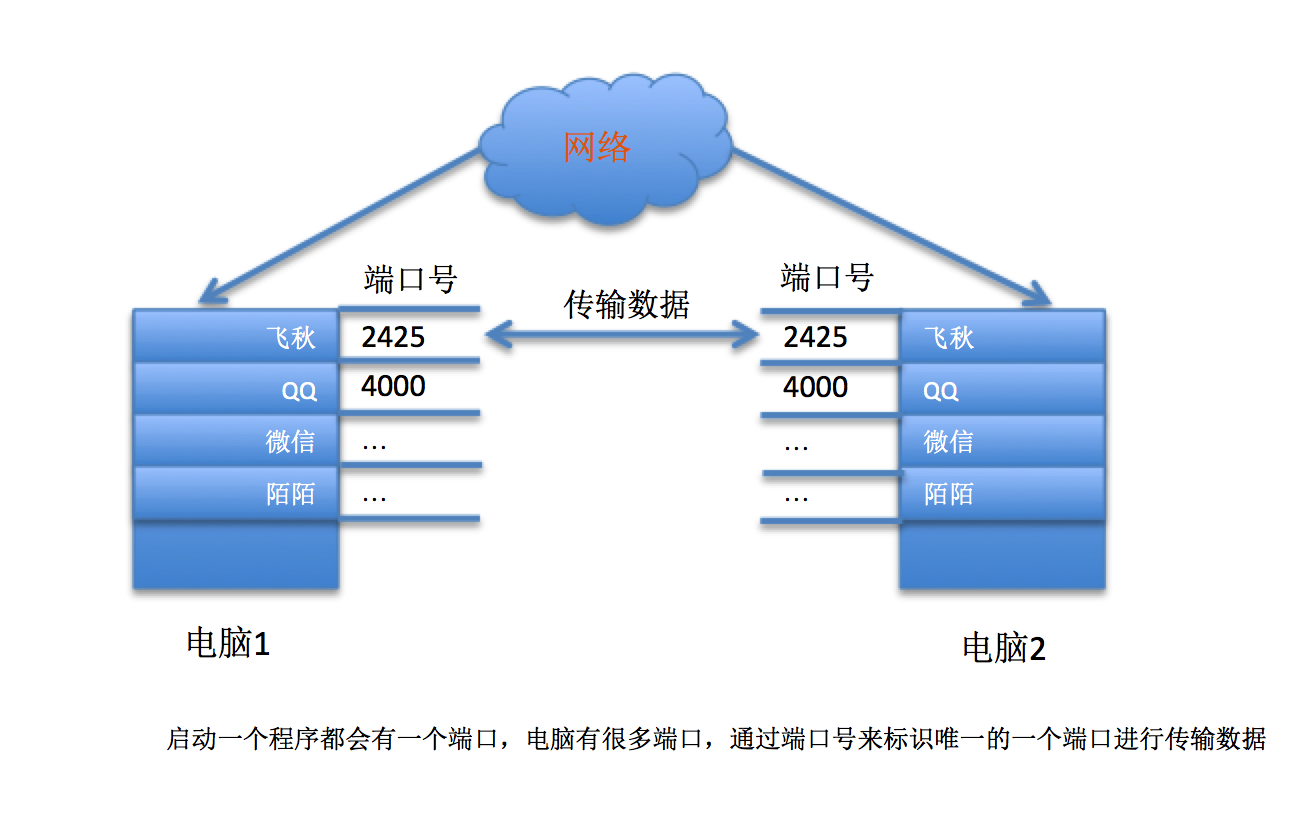 网络
端口号
端口号
传输数据
飞秋 2425
2425 飞秋
QQ 4000
4000 QQ
微信 ...
... 微信
陌陌 ...
... 陌陌
电脑1
电脑2
启动一个程序都会有一个端口，电脑有很多端口，通过端口号来标识唯一的一个端口进行传输数据